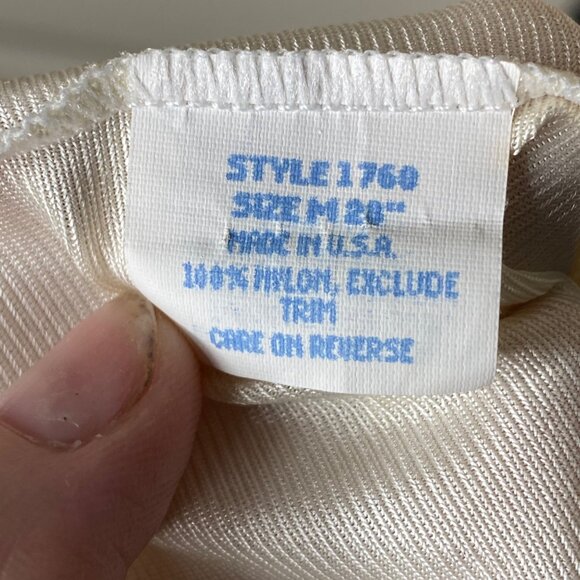 STYLE 1760
SIZE M 28"
MADE IN U.S.A.
100% NYLON, EXCLUDE
TRIM
CARE ON REVERSE